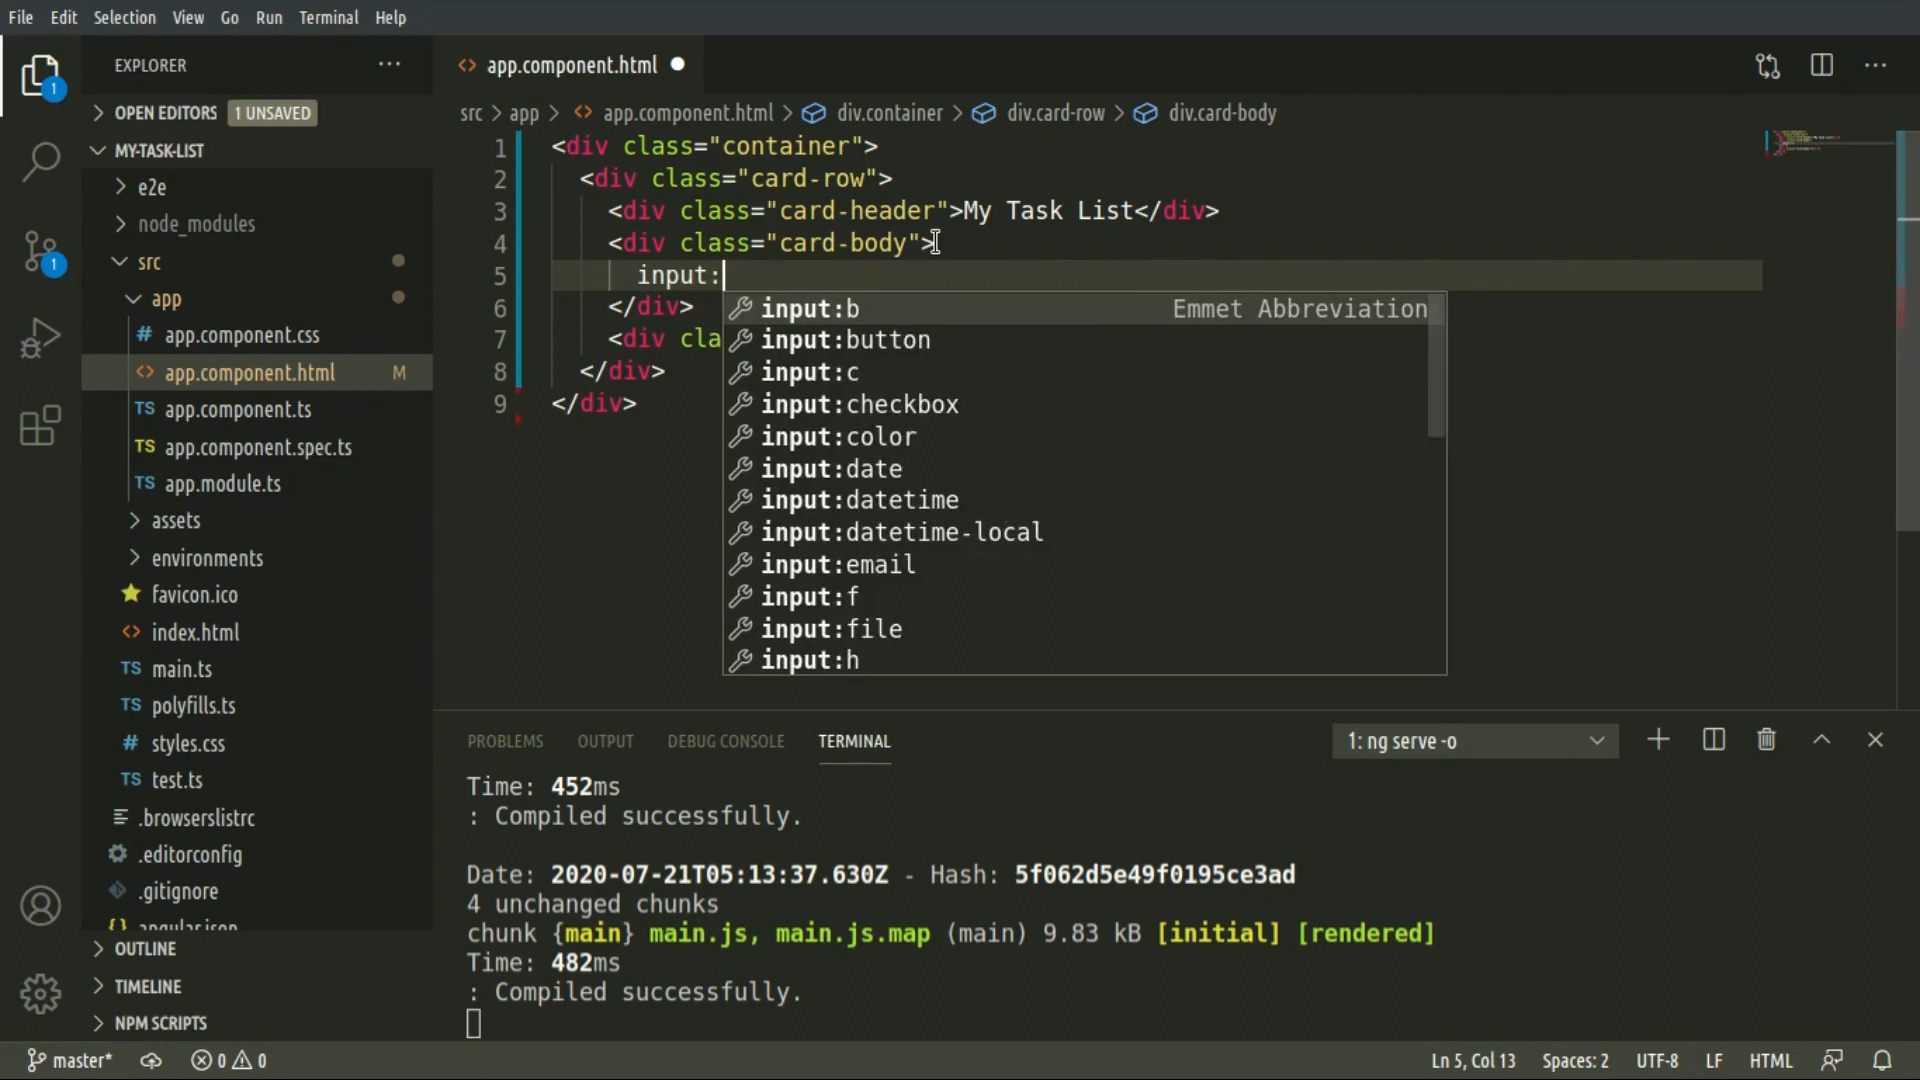 File Edit Selection View Go Run Terminal Help
EXPLORER ···
app.component.html
1
OPEN EDITORS 1 UNSAVED
src > app > app.component.html > div.container > div.card-row > div.card-body
MY-TASK-LIST
e2e
node_modules
src
app
app.component.css
app.component.html M
TS app.component.ts
TS app.component.spec.ts
TS app.module.ts
assets
environments
favicon.ico
index.html
TS main.ts
TS polyfills.ts
# styles.css
TS test.ts
.browserslistrc
.editorconfig
.gitignore
angular.json
OUTLINE
TIMELINE
NPM SCRIPTS
1
1 <div class="container">
2 <div class="card-row">
3 <div class="card-header">My Task List</div>
4 <div class="card-body">
5 input:
6 </div>
7 <div cla
8 </div>
9 </div>
input:b Emmet Abbreviation
input:button
input:c
input:checkbox
input:color
input:date
input:datetime
input:datetime-local
input:email
input:f
input:file
input:h
PROBLEMS OUTPUT DEBUG CONSOLE TERMINAL 1: ng serve -o
Time: 452ms
: Compiled successfully.
Date: 2020-07-21T05:13:37.630Z - Hash: 5f062d5e49f0195ce3ad
4 unchanged chunks
chunk {main} main.js, main.js.map (main) 9.83 kB [initial] [rendered]
Time: 482ms
: Compiled successfully.
master* 0 0 Ln 5, Col 13 Spaces: 2 UTF-8 LF HTML